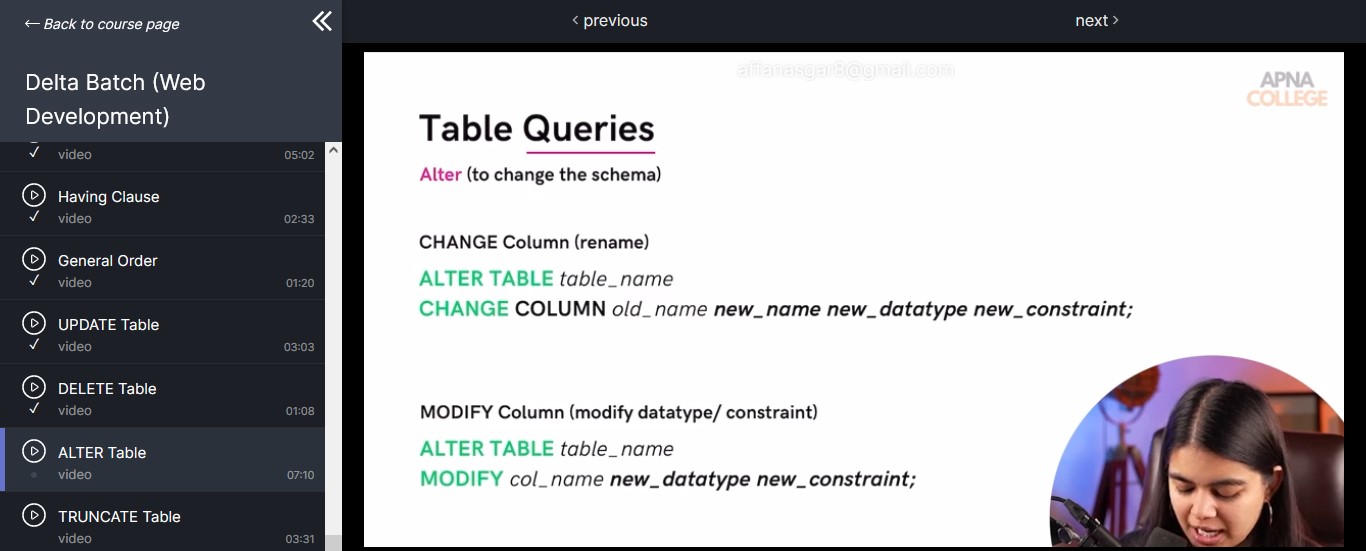 ← Back to course page
Delta Batch (Web
Development)
video 05:02
Having Clause
video 02:33
General Order
video 01:20
UPDATE Table
video 03:03
DELETE Table
video 01:08
ALTER Table
video 07:10
TRUNCATE Table
video 03:31
‹ previous
next ›
affanasgar8@gmail.com
APNA
COLLEGE
Table Queries
Alter (to change the schema)
CHANGE Column (rename)
ALTER TABLE table_name
CHANGE COLUMN old_name new_name new_datatype new_constraint;
MODIFY Column (modify datatype/ constraint)
ALTER TABLE table_name
MODIFY col_name new_datatype new_constraint;